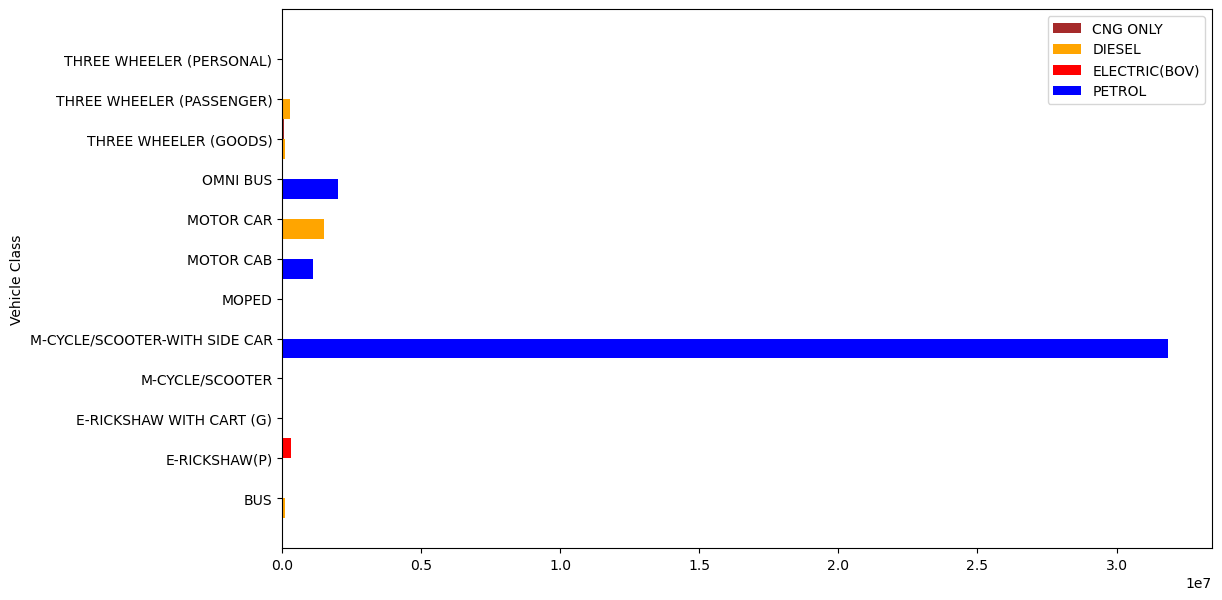 CNG ONLY
DIESEL
ELECTRIC(BOV)
PETROL
THREE WHEELER (PERSONAL)
THREE WHEELER (PASSENGER)
THREE WHEELER (GOODS)
OMNI BUS
MOTOR CAR
MOTOR CAB
MOPED
M-CYCLE/SCOOTER-WITH SIDE CAR
M-CYCLE/SCOOTER
E-RICKSHAW WITH CART (G)
E-RICKSHAW(P)
BUS
Vehicle Class
0.0 0.5 1.0 1.5 2.0 2.5 3.0
1e7